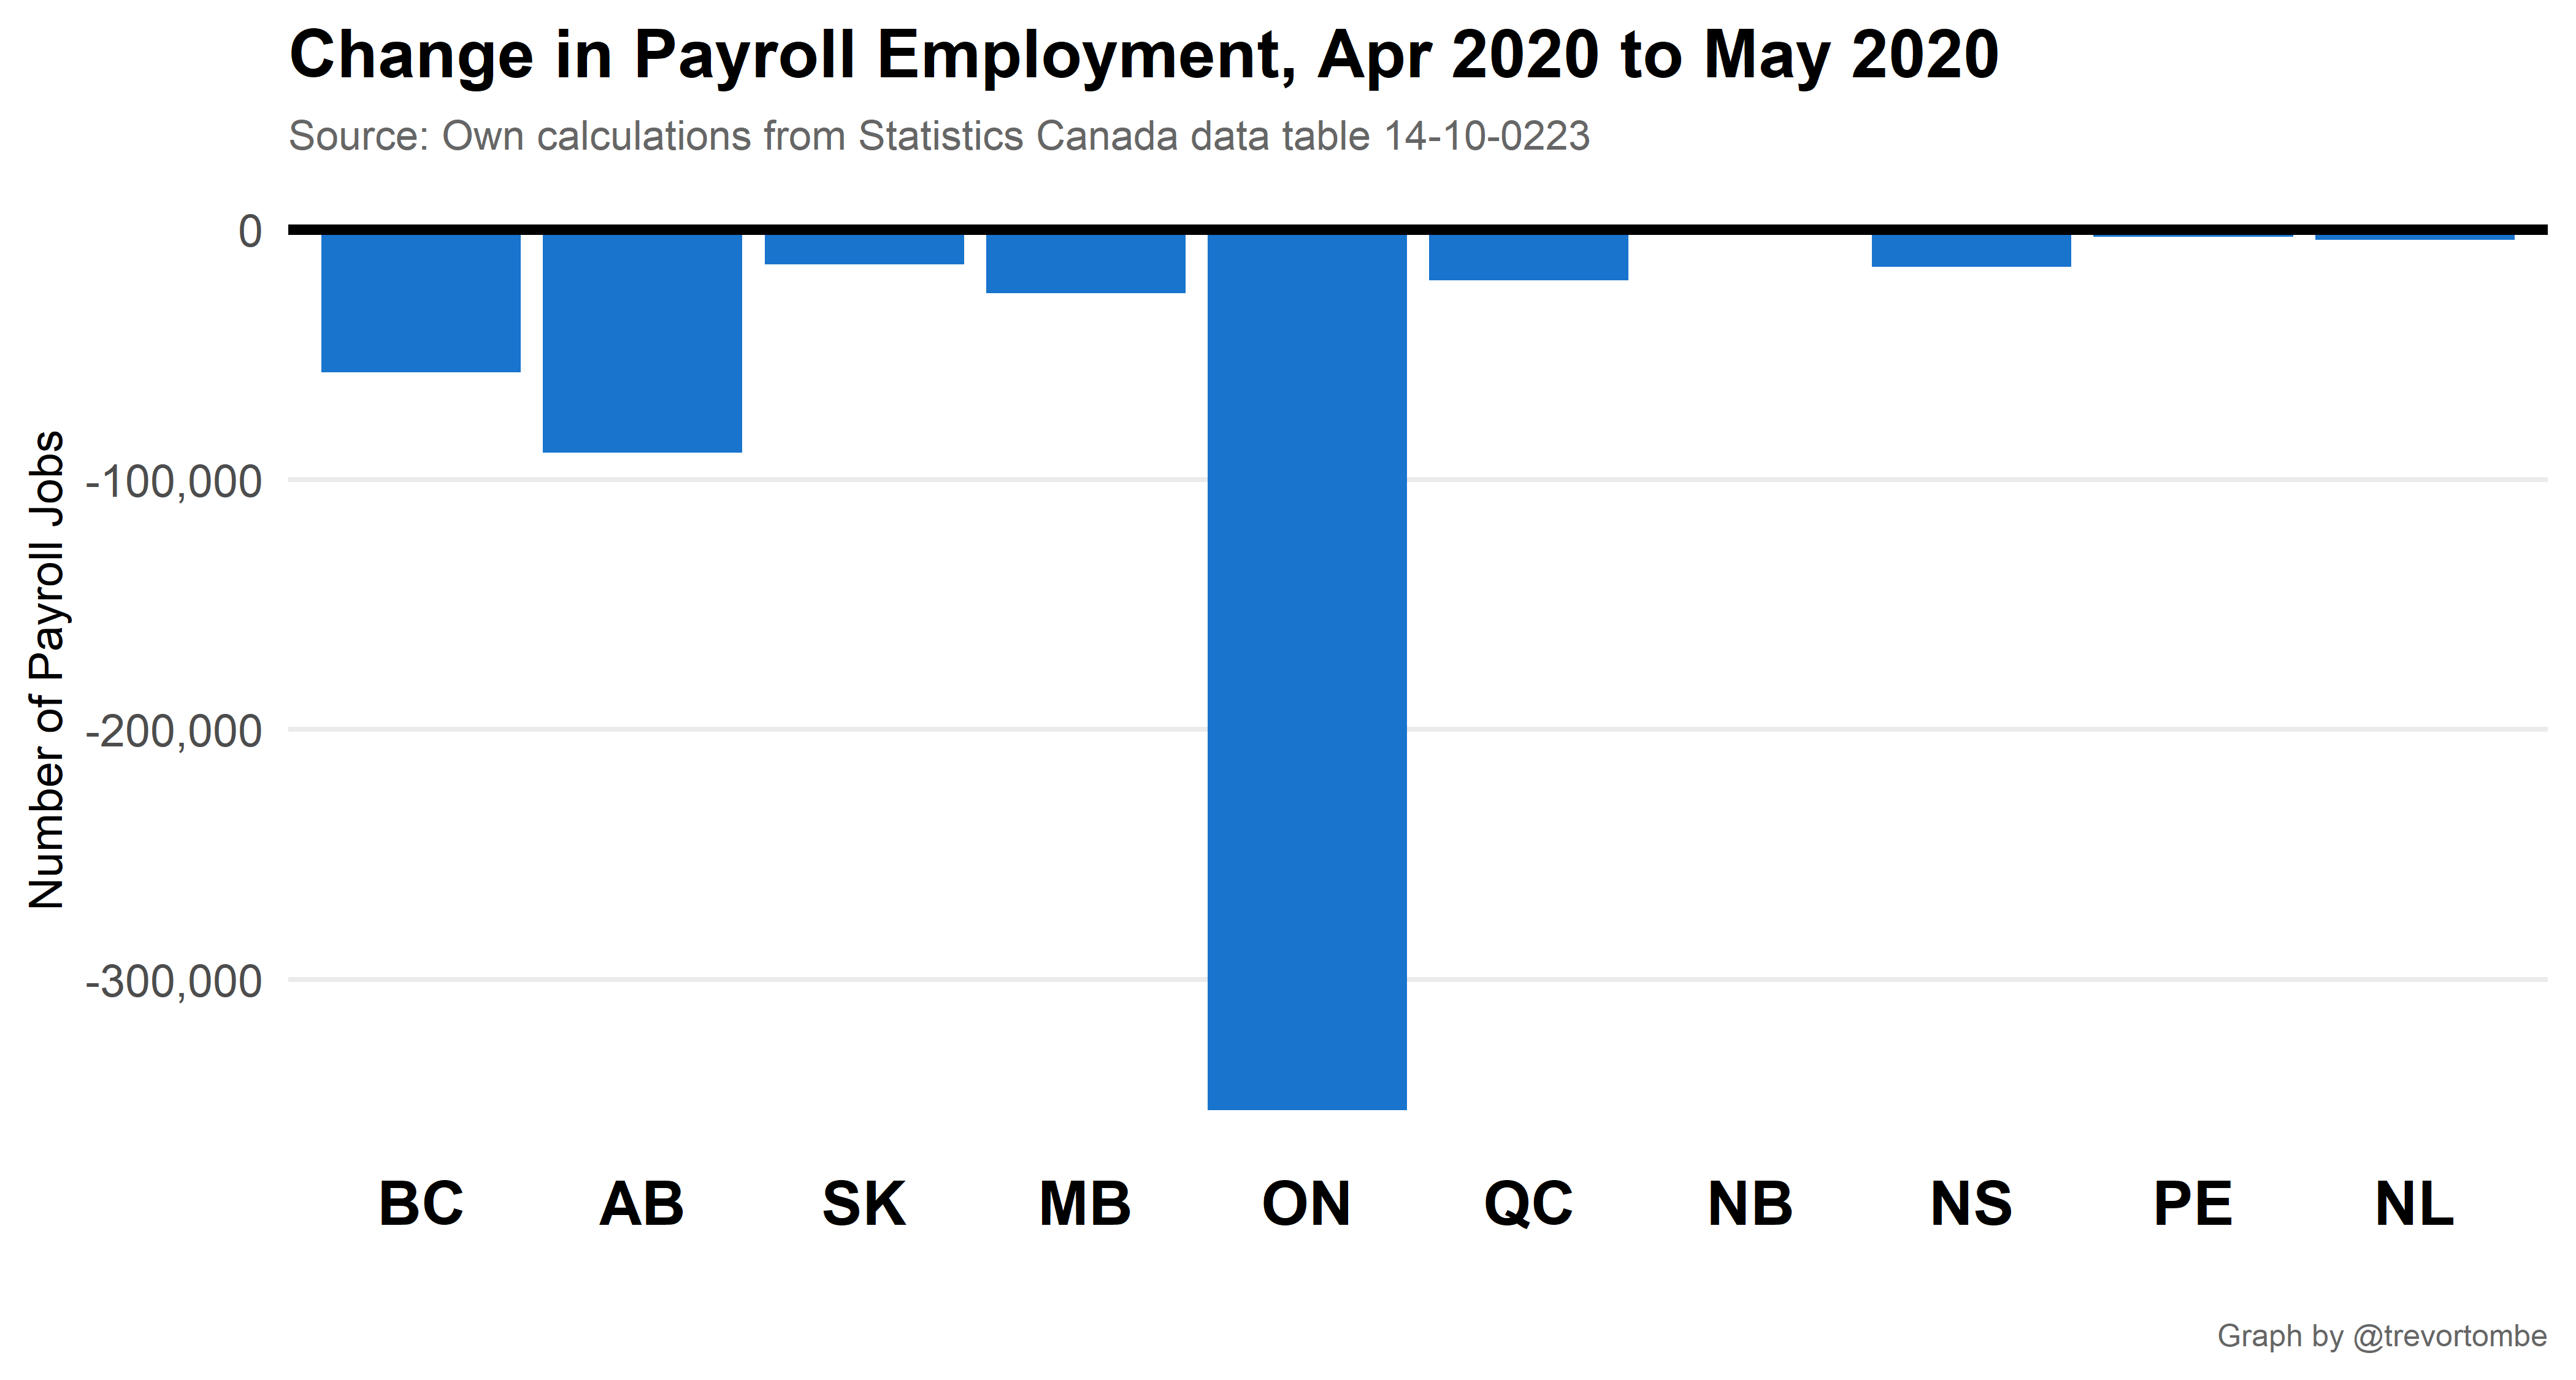 Change in Payroll Employment, Apr 2020 to May 2020
Source: Own calculations from Statistics Canada data table 14-10-0223
Number of Payroll Jobs
0
-100,000
-200,000
-300,000
BC AB SK MB ON QC NB NS PE NL
Graph by @trevortombe